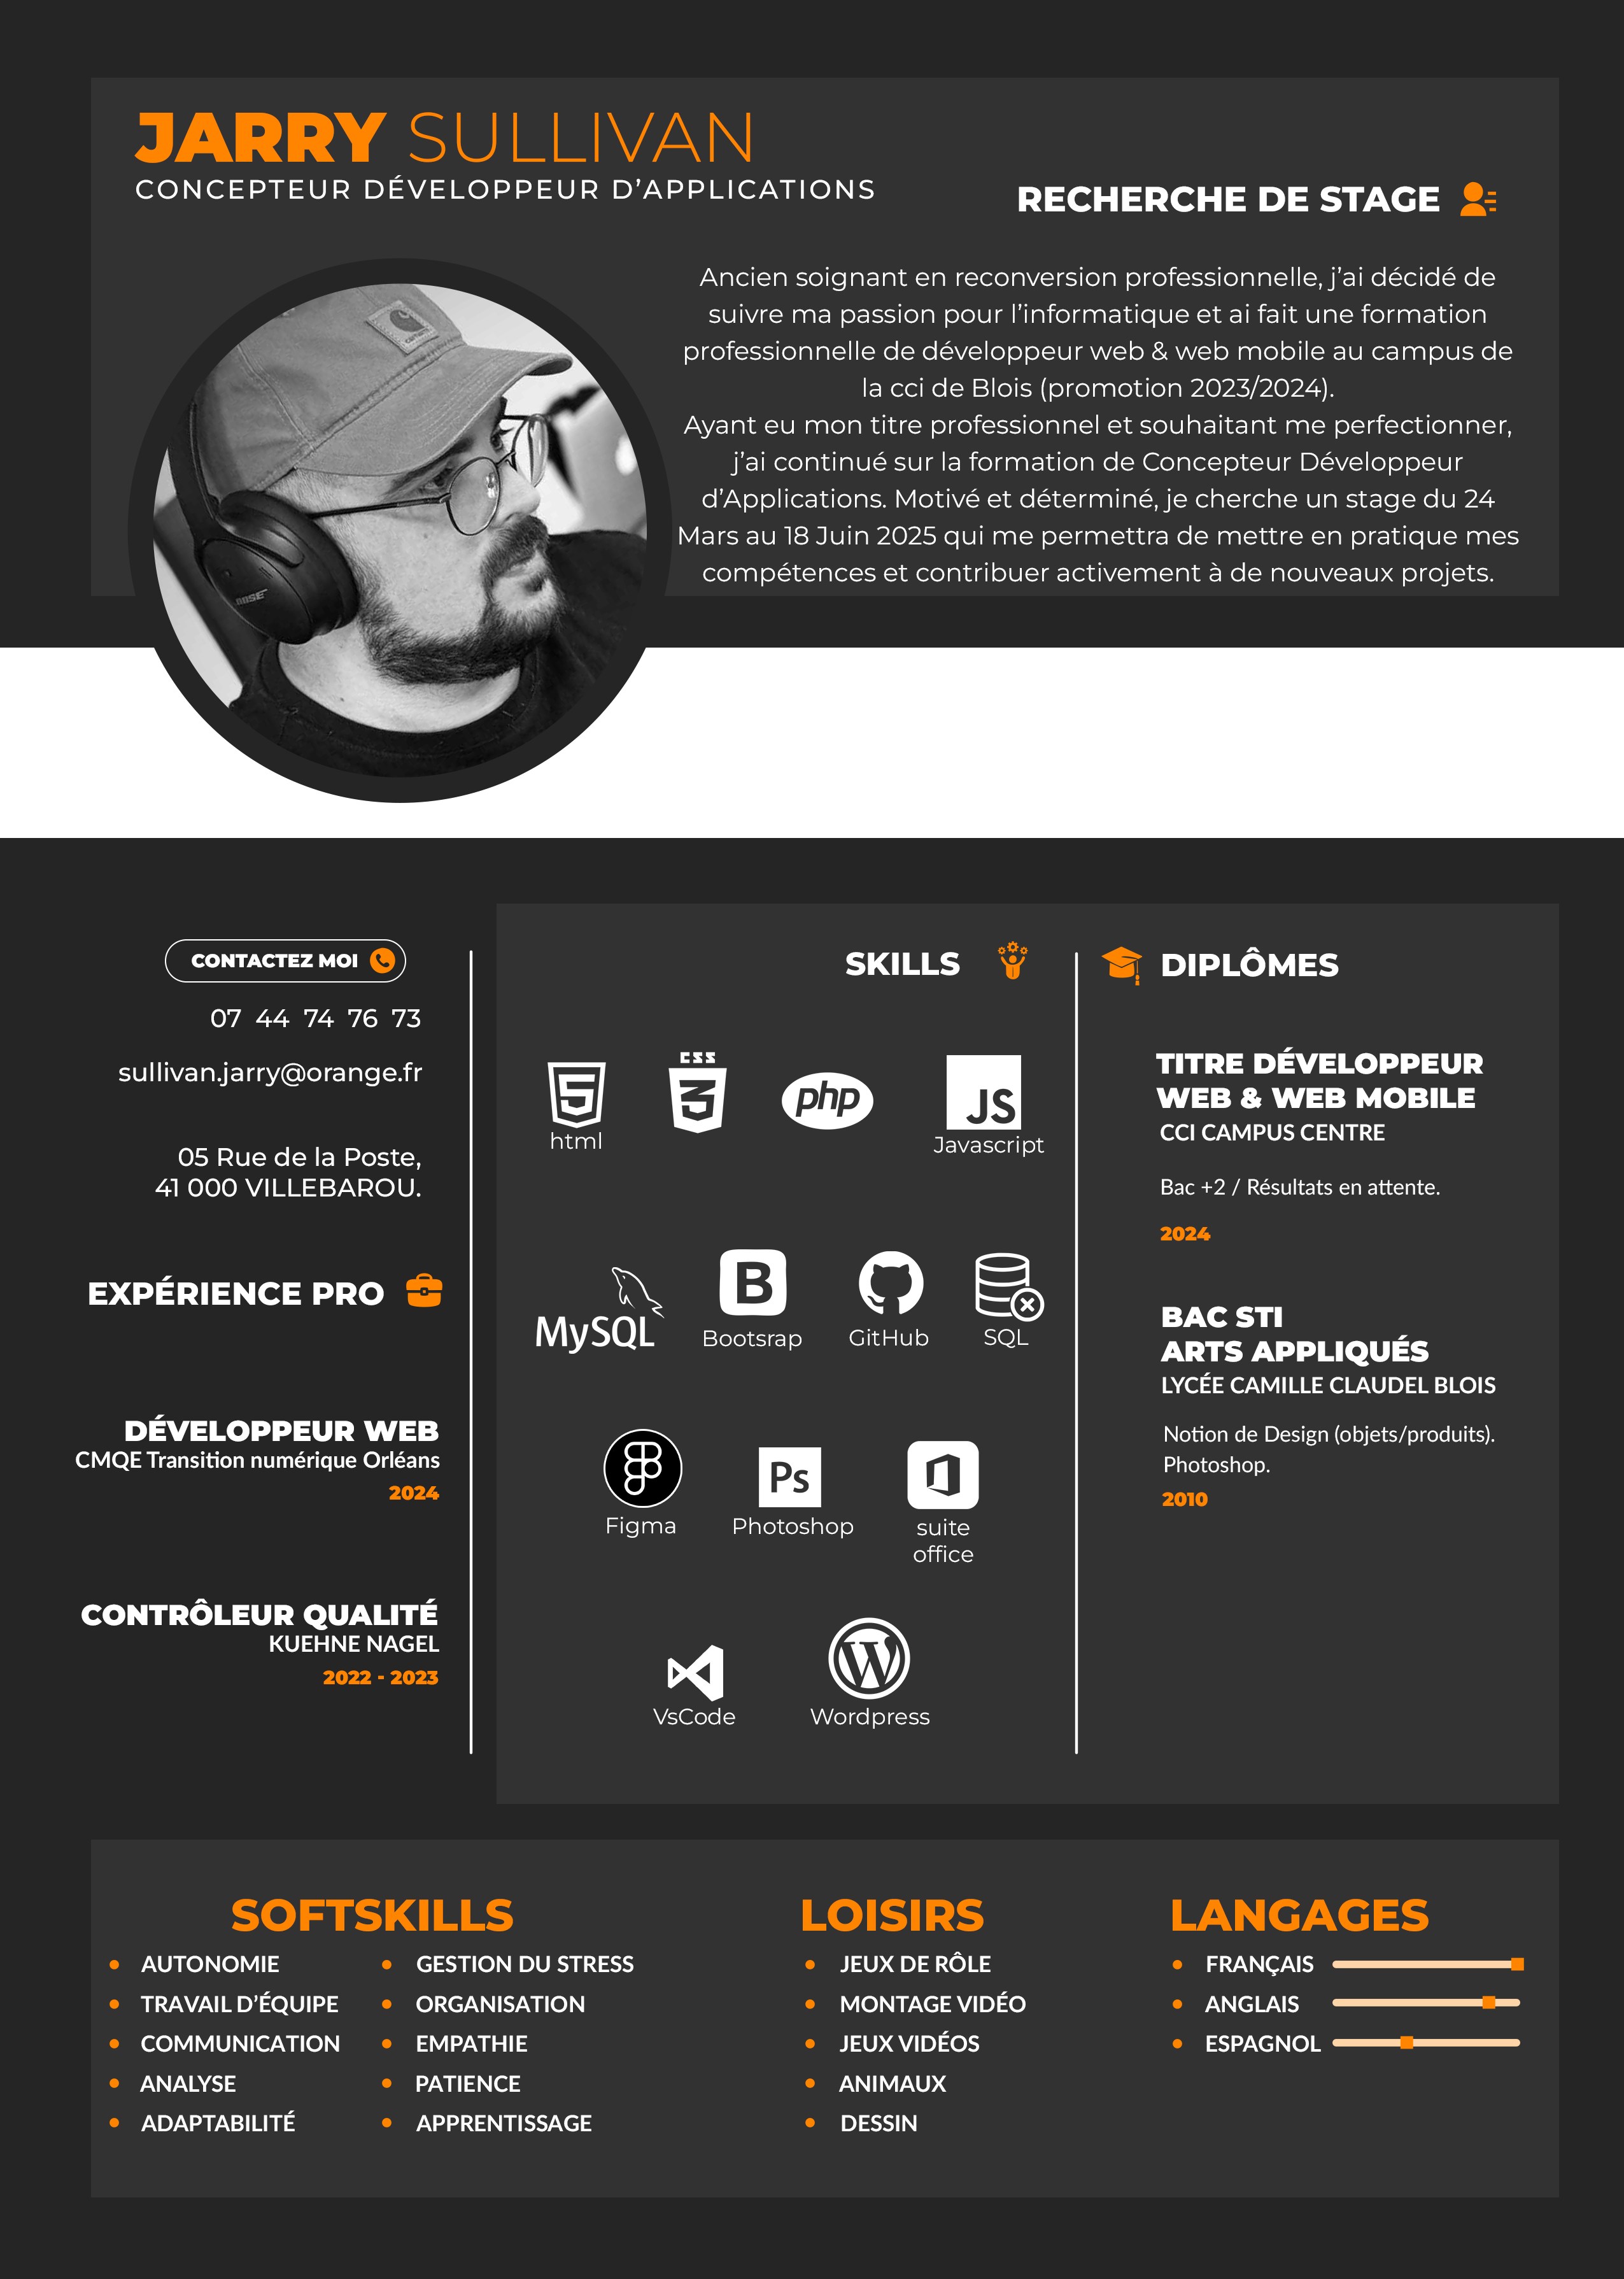 JARRY SULLIVAN
CONCEPTEUR DÉVELOPPEUR D'APPLICATIONS
RECHERCHE DE STAGE
Ancien soignant en reconversion professionnelle, j'ai décidé de
suivre ma passion pour l'informatique et ai fait une formation
professionnelle de développeur web & web mobile au campus de
la cci de Blois (promotion 2023/2024).
Ayant eu mon titre professionnel et souhaitant me perfectionner,
j'ai continué sur la formation de Concepteur Développeur
d'Applications. Motivé et déterminé, je cherche un stage du 24
Mars au 18 Juin 2025 qui me permettra de mettre en pratique mes
compétences et contribuer activement à de nouveaux projets.
carhartt
BOSE
CONTACTEZ MOI
07 44 74 76 73
sullivan.jarry@orange.fr
05 Rue de la Poste,
41 000 VILLEBAROU.
EXPÉRIENCE PRO
DÉVELOPPEUR WEB
CMQE Transition numérique Orléans
2024
CONTRÔLEUR QUALITÉ
KUEHNE NAGEL
2022 - 2023
SKILLS
5
html
CSS
3
php
JS
Javascript
MySQL
B
Bootsrap
GitHub
SQL
Figma
Ps
Photoshop
suite
office
VsCode
W
Wordpress
DIPLÔMES
TITRE DÉVELOPPEUR
WEB & WEB MOBILE
CCI CAMPUS CENTRE
Bac +2 / Résultats en attente.
2024
BAC STI
ARTS APPLIQUÉS
LYCÉE CAMILLE CLAUDEL BLOIS
Notion de Design (objets/produits).
Photoshop.
2010
SOFTSKILLS
AUTONOMIE
TRAVAIL D'ÉQUIPE
COMMUNICATION
ANALYSE
ADAPTABILITÉ
GESTION DU STRESS
ORGANISATION
EMPATHIE
PATIENCE
APPRENTISSAGE
LOISIRS
JEUX DE RÔLE
MONTAGE VIDÉO
JEUX VIDÉOS
ANIMAUX
DESSIN
LANGAGES
FRANÇAIS
ANGLAIS
ESPAGNOL